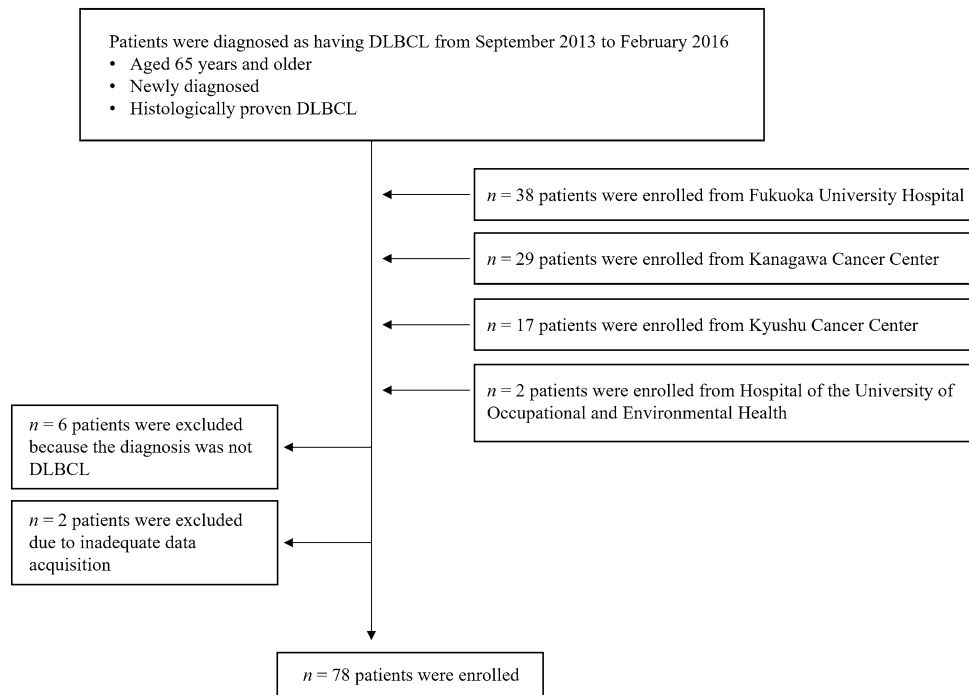 Patients were diagnosed as having DLBCL from September 2013 to February 2016
• Aged 65 years and older
• Newly diagnosed
• Histologically proven DLBCL
n = 38 patients were enrolled from Fukuoka University Hospital
n = 29 patients were enrolled from Kanagawa Cancer Center
n = 17 patients were enrolled from Kyushu Cancer Center
n = 2 patients were enrolled from Hospital of the University of
Occupational and Environmental Health
n = 6 patients were excluded
because the diagnosis was not
DLBCL
n = 2 patients were excluded
due to inadequate data
acquisition
n = 78 patients were enrolled